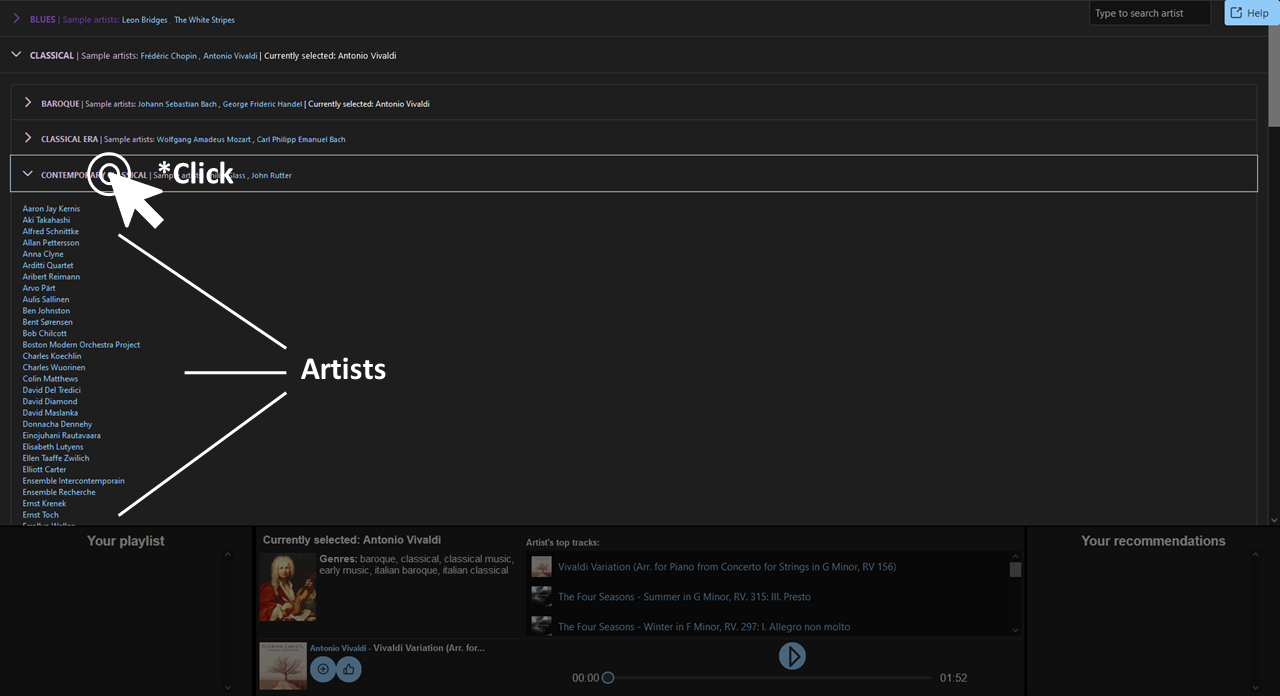 BLUES | Sample artists: Leon Bridges , The White Stripes
Type to search artist
Help
CLASSICAL | Sample artists: Frédéric Chopin , Antonio Vivaldi | Currently selected: Antonio Vivaldi
BAROQUE | Sample artists: Johann Sebastian Bach , George Frideric Handel | Currently selected: Antonio Vivaldi
CLASSICAL ERA | Sample artists: Wolfgang Amadeus Mozart , Carl Philipp Emanuel Bach
CONTEMPORARY CLASSICAL | Sample Glass , John Rutter
*Click
Aaron Jay Kernis
Aki Takahashi
Alfred Schnittke
Allan Pettersson
Anna Clyne
Arditti Quartet
Aribert Reimann
Arvo Pärt
Aulis Sallinen
Ben Johnston
Bent Sørensen
Bob Chilcott
Boston Modern Orchestra Project
Charles Koechlin
Charles Wuorinen
Colin Matthews
David Del Tredici
David Diamond
David Maslanka
Donnacha Dennehy
Einojuhani Rautavaara
Elisabeth Lutyens
Ellen Taaffe Zwilich
Elliott Carter
Ensemble Intercontemporain
Ensemble Recherche
Ernst Krenek
Ernst Toch
Artists
Your playlist
Currently selected: Antonio Vivaldi
Genres: baroque, classical, classical music,
early music, italian baroque, italian classical
Artist's top tracks:
Vivaldi Variation (Arr. for Piano from Concerto for Strings in G Minor, RV 156)
The Four Seasons - Summer in G Minor, RV. 315: III. Presto
The Four Seasons - Winter in F Minor, RV. 297: I. Allegro non molto
Antonio Vivaldi - Vivaldi Variation (Arr. for...
00:00
01:52
Your recommendations